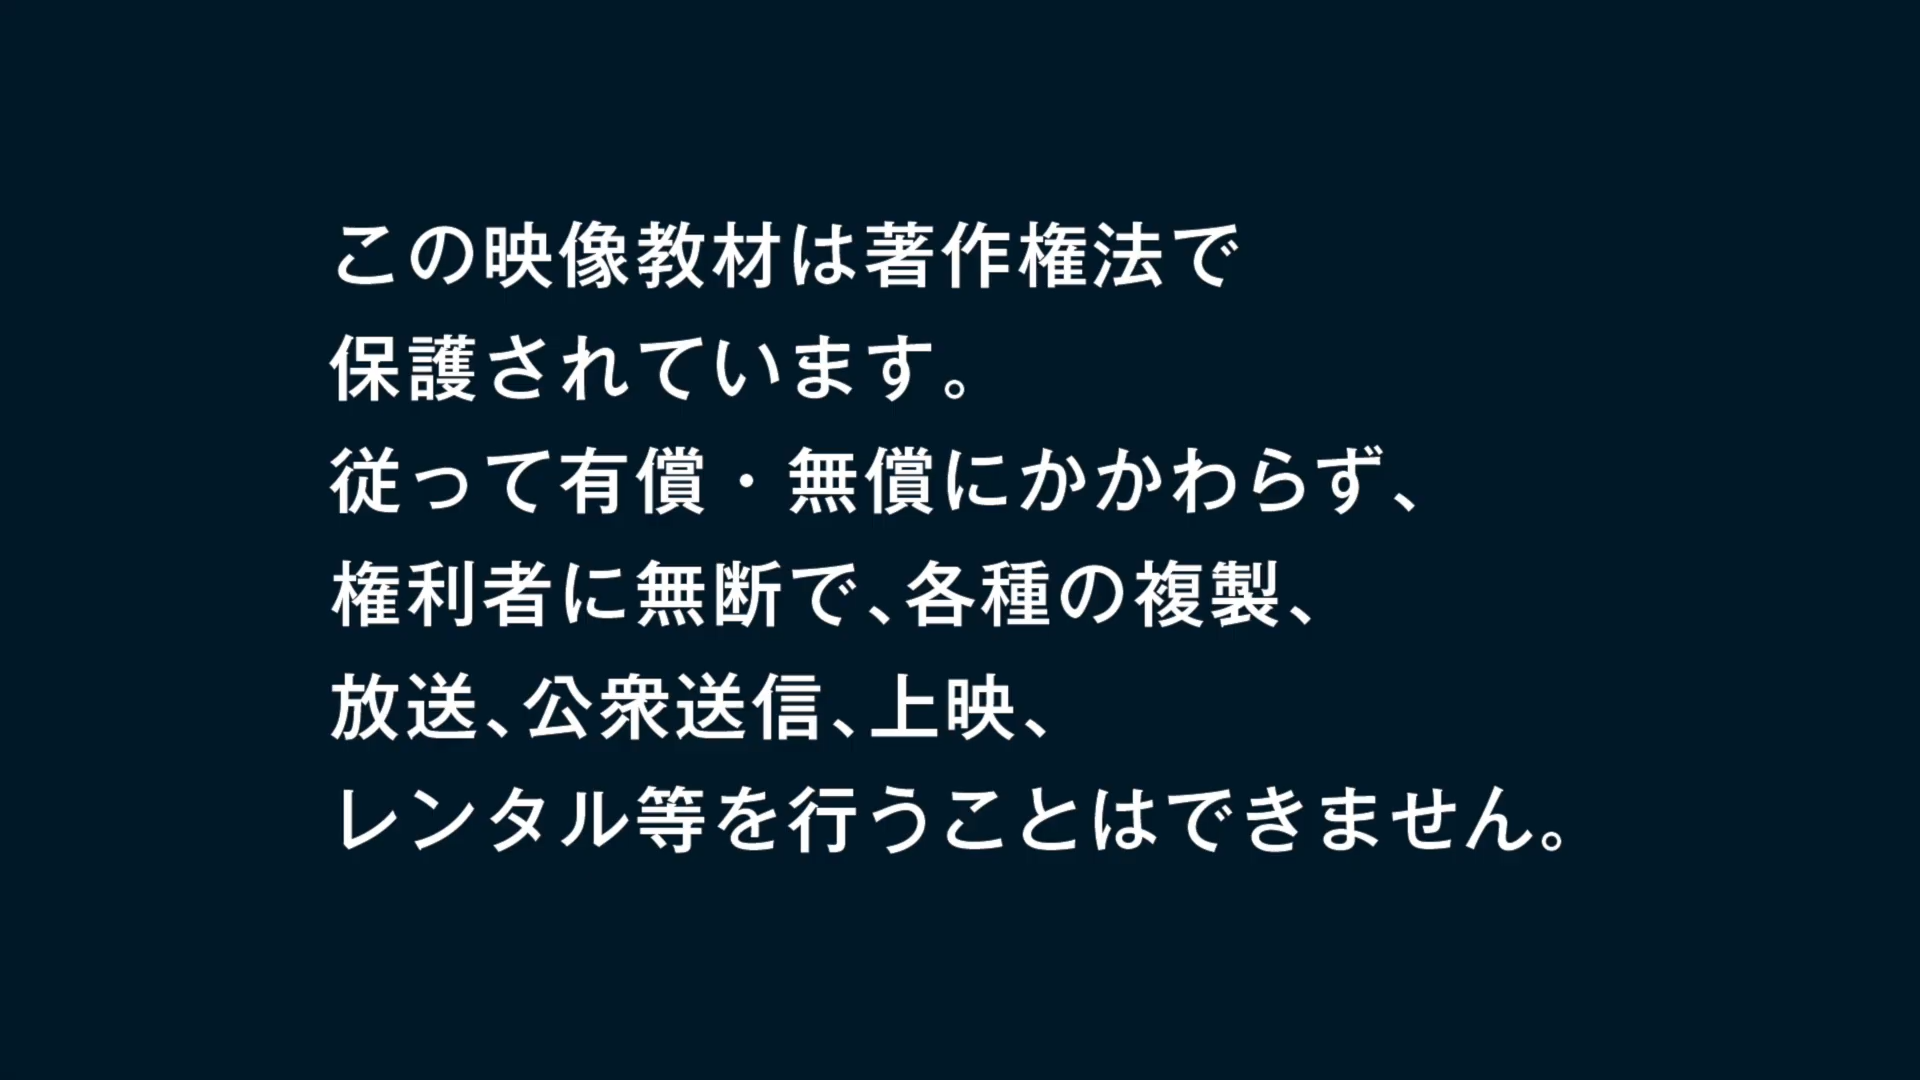 この映像教材は著作権法で
保護されています。
従って有償・無償にかかわらず、
権利者に無断で、各種の複製、
放送、公衆送信、上映、
レンタル等を行うことはできません。